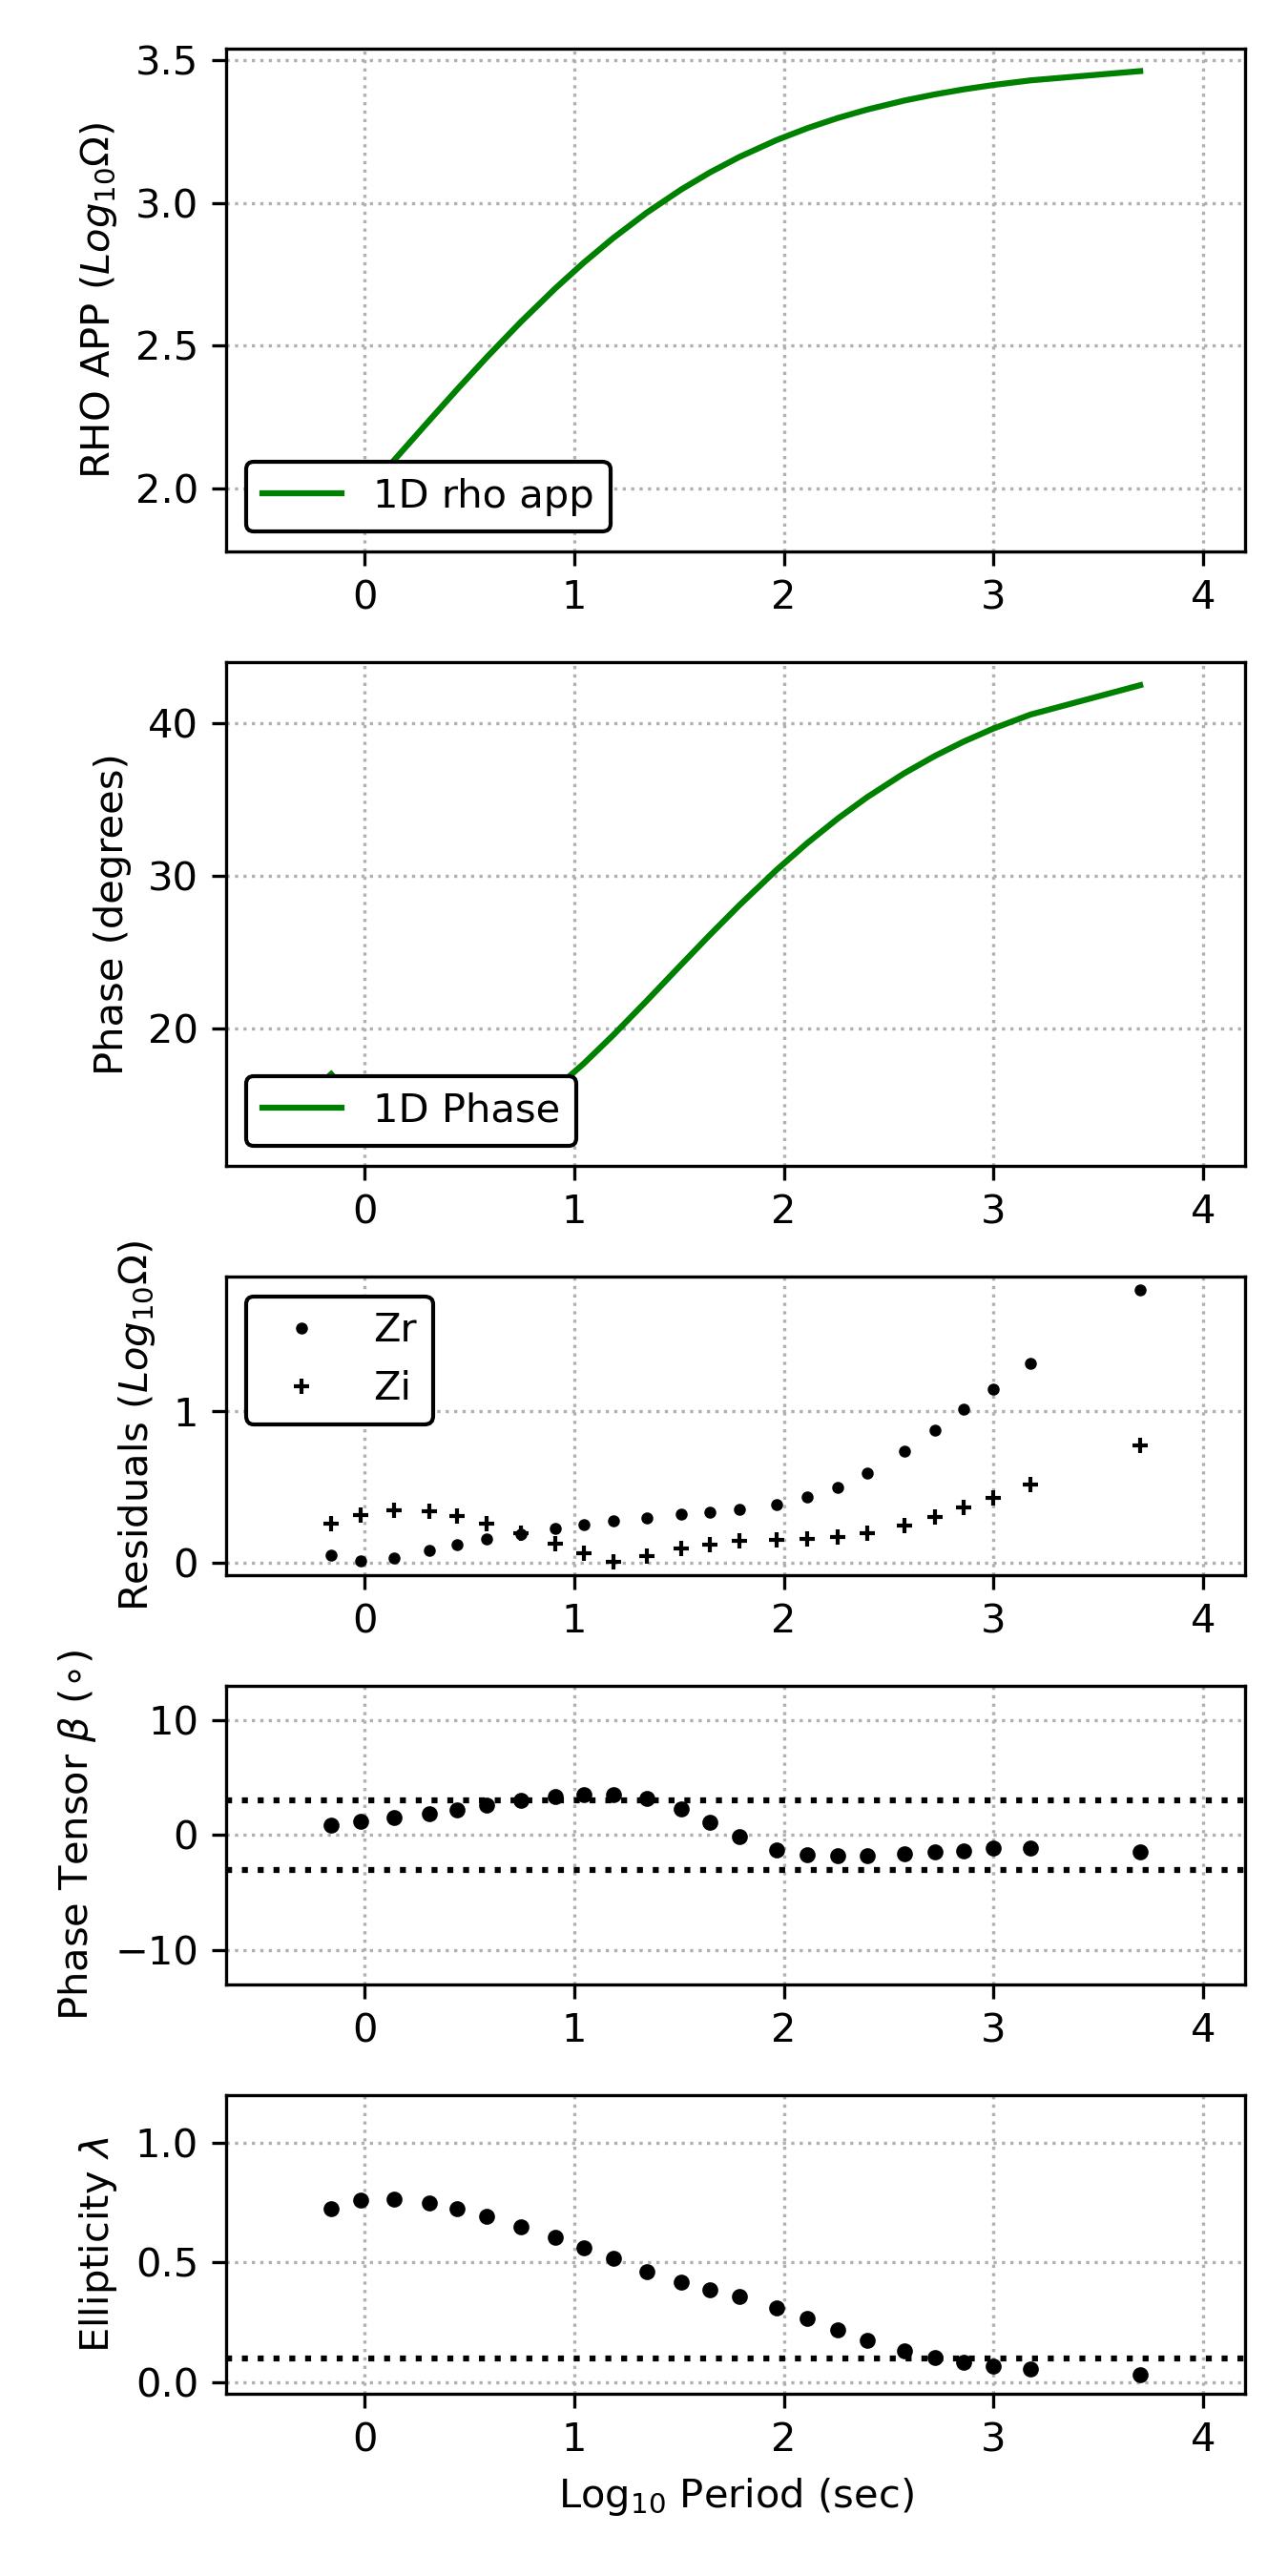 RHO APP (Log₁₀Ω)
3.5
3.0
2.5
2.0
1D rho app
0 1 2 3 4
Phase (degrees)
40
30
20
1D Phase
0 1 2 3 4
Residuals (Log₁₀Ω)
1
0
Zr
Zi
0 1 2 3 4
Phase Tensor β (∘)
10
0
−10
0 1 2 3 4
Ellipticity λ
1.0
0.5
0.0
0 1 2 3 4
Log₁₀ Period (sec)